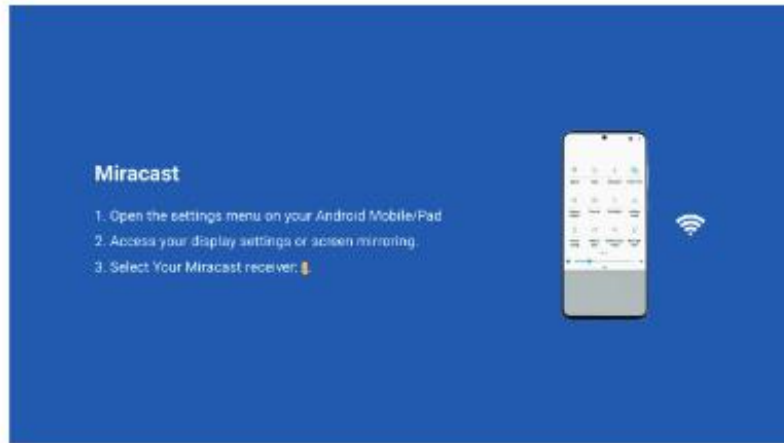 Miracast
1. Open the settings menu on your Android Mobile/Pad
2. Access your display settings or screen mirroring.
3. Select Your Miracast receiver: